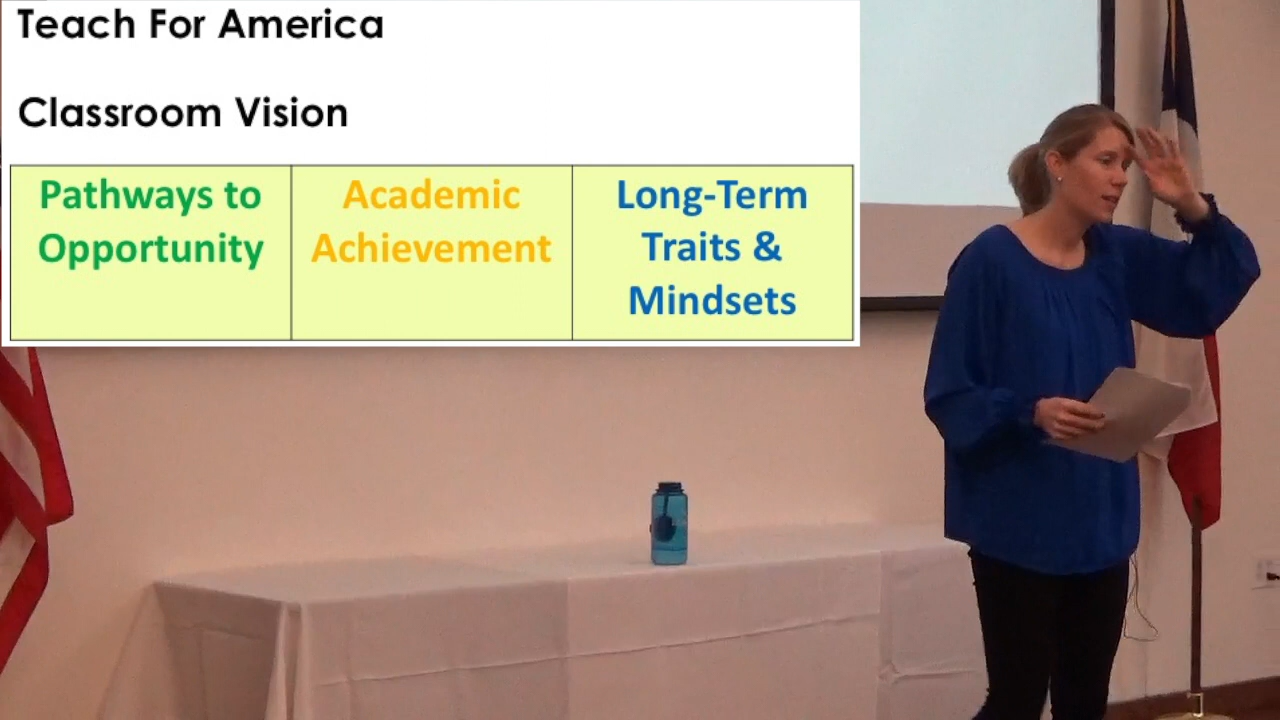 Teach For America
Classroom Vision
Pathways to
Opportunity
Academic
Achievement
Long-Term
Traits &
Mindsets